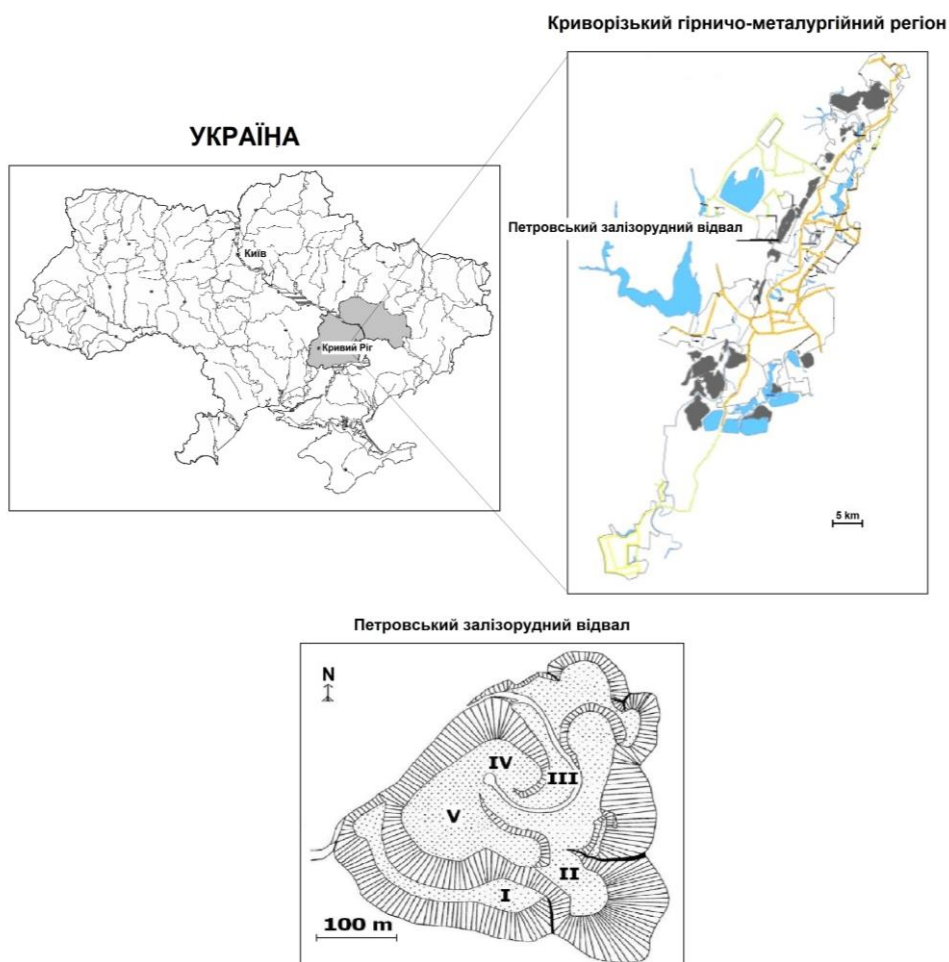 Криворізький гірничо-металургійний регіон
УКРАЇНА
Київ
Кривий Ріг
Петровський залізорудний відвал
5 km
Петровський залізорудний відвал
N
IV
III
V
II
I
100 m